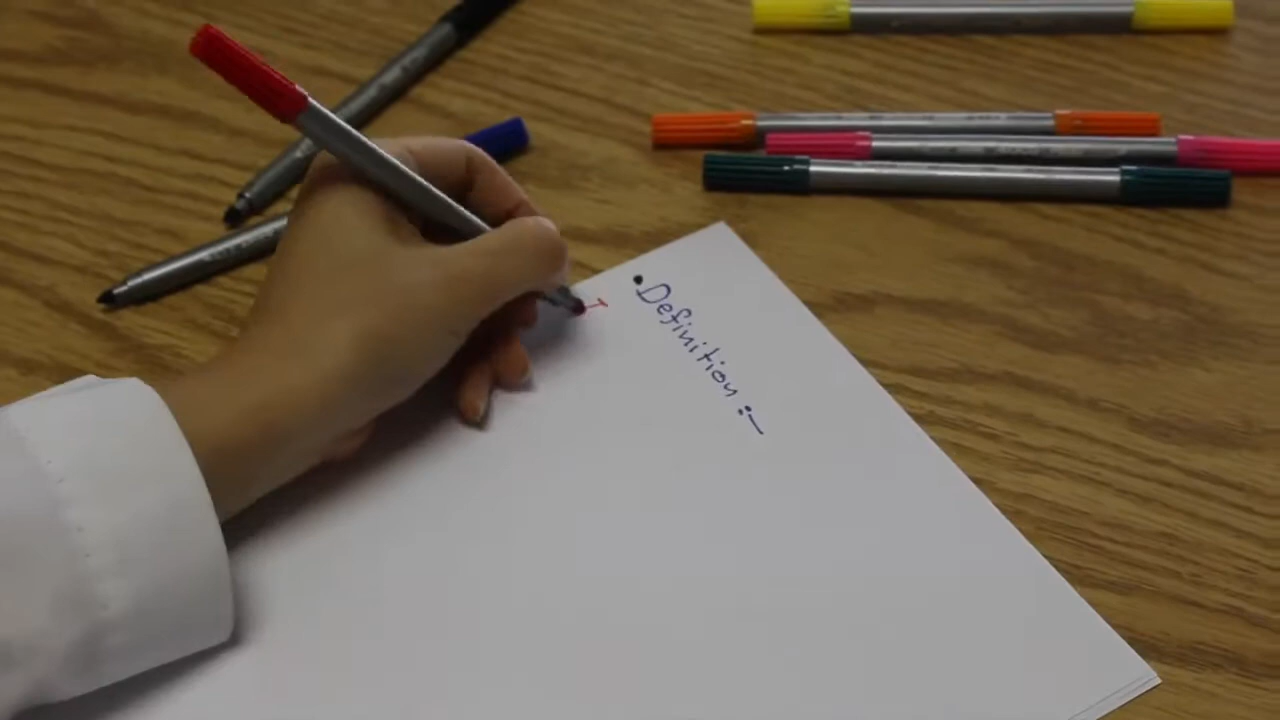 • Definition :-
I